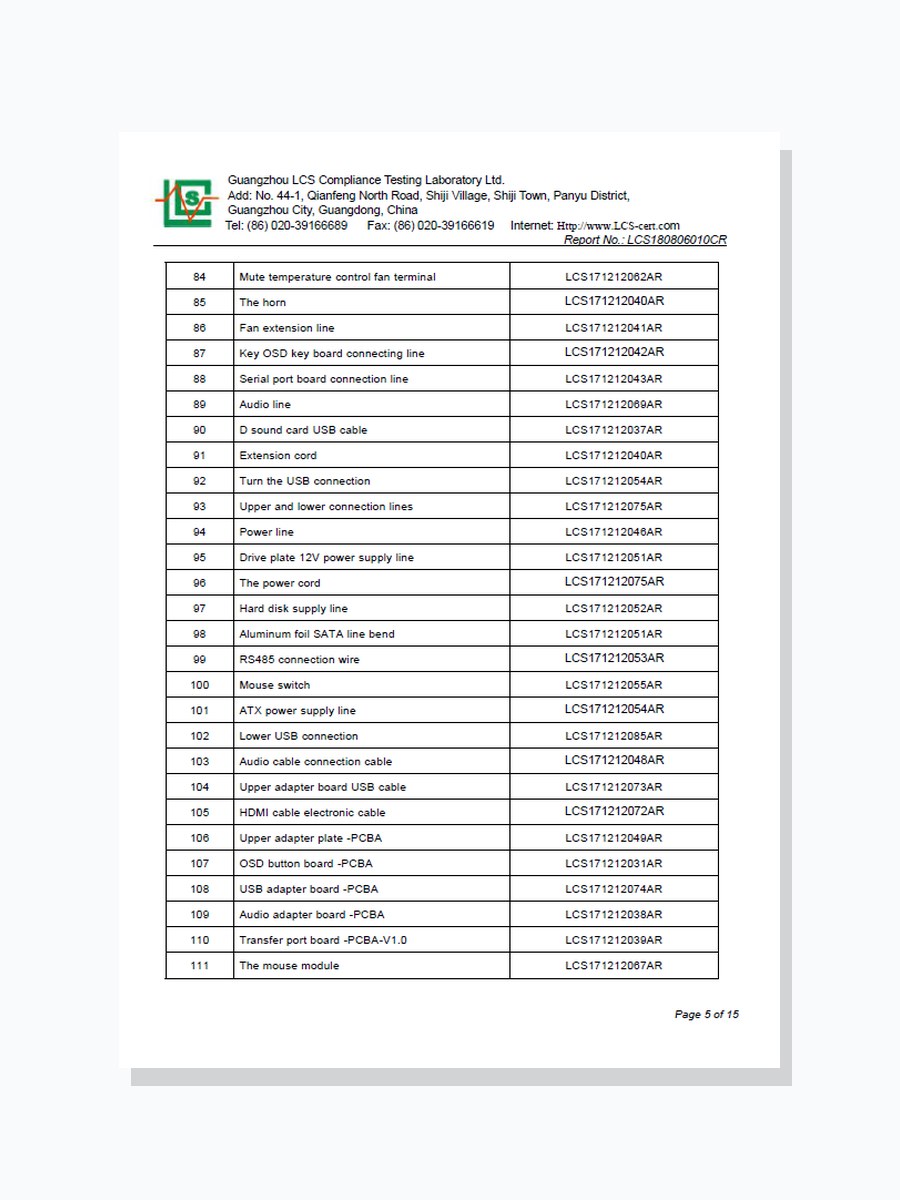 LCS
Guangzhou LCS Compliance Testing Laboratory Ltd.
Add: No. 44-1, Qianfeng North Road, Shiji Village, Shiji Town, Panyu District,
Guangzhou City, Guangdong, China
Tel: (86) 020-39166689 Fax: (86) 020-39166619 Internet: Http://www.LCS-cert.com
Report No.: LCS180806010CR
84 Mute temperature control fan terminal LCS171212062AR
85 The horn LCS171212040AR
86 Fan extension line LCS171212041AR
87 Key OSD key board connecting line LCS171212042AR
88 Serial port board connection line LCS171212043AR
89 Audio line LCS171212069AR
90 D sound card USB cable LCS171212037AR
91 Extension cord LCS171212040AR
92 Turn the USB connection LCS171212054AR
93 Upper and lower connection lines LCS171212075AR
94 Power line LCS171212046AR
95 Drive plate 12V power supply line LCS171212051AR
96 The power cord LCS171212075AR
97 Hard disk supply line LCS171212052AR
98 Aluminum foil SATA line bend LCS171212051AR
99 RS485 connection wire LCS171212053AR
100 Mouse switch LCS171212055AR
101 ATX power supply line LCS171212054AR
102 Lower USB connection LCS171212085AR
103 Audio cable connection cable LCS171212048AR
104 Upper adapter board USB cable LCS171212073AR
105 HDMI cable electronic cable LCS171212072AR
106 Upper adapter plate -PCBA LCS171212049AR
107 OSD button board -PCBA LCS171212031AR
108 USB adapter board -PCBA LCS171212074AR
109 Audio adapter board -PCBA LCS171212038AR
110 Transfer port board -PCBA-V1.0 LCS171212039AR
111 The mouse module LCS171212067AR
Page 5 of 15